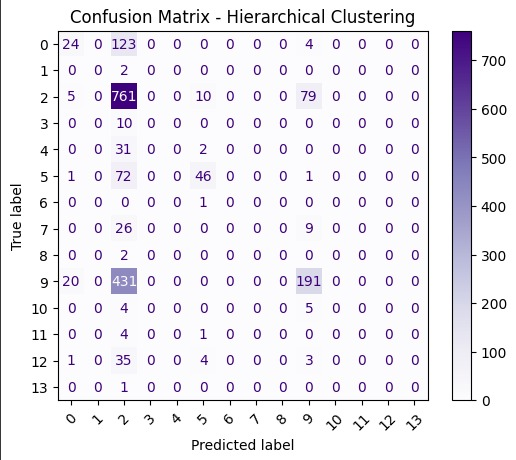 Confusion Matrix - Hierarchical Clustering
0 24 0 123 0 0 0 0 0 0 4 0 0 0 0
1 0 0 2 0 0 0 0 0 0 0 0 0 0 0
2 5 0 761 0 0 10 0 0 0 79 0 0 0 0
3 0 0 10 0 0 0 0 0 0 0 0 0 0 0
4 0 0 31 0 0 2 0 0 0 0 0 0 0 0
5 1 0 72 0 0 46 0 0 0 1 0 0 0 0
6 0 0 0 0 0 1 0 0 0 0 0 0 0 0
7 0 0 26 0 0 0 0 0 0 9 0 0 0 0
8 0 0 2 0 0 0 0 0 0 0 0 0 0 0
9 20 0 431 0 0 0 0 0 0 191 0 0 0 0
10 0 0 4 0 0 0 0 0 0 5 0 0 0 0
11 0 0 4 0 0 1 0 0 0 0 0 0 0 0
12 1 0 35 0 0 4 0 0 0 3 0 0 0 0
13 0 0 1 0 0 0 0 0 0 0 0 0 0 0
0 1 2 3 4 5 6 7 8 9 10 11 12 13
Predicted label
True label
700
600
500
400
300
200
100
0